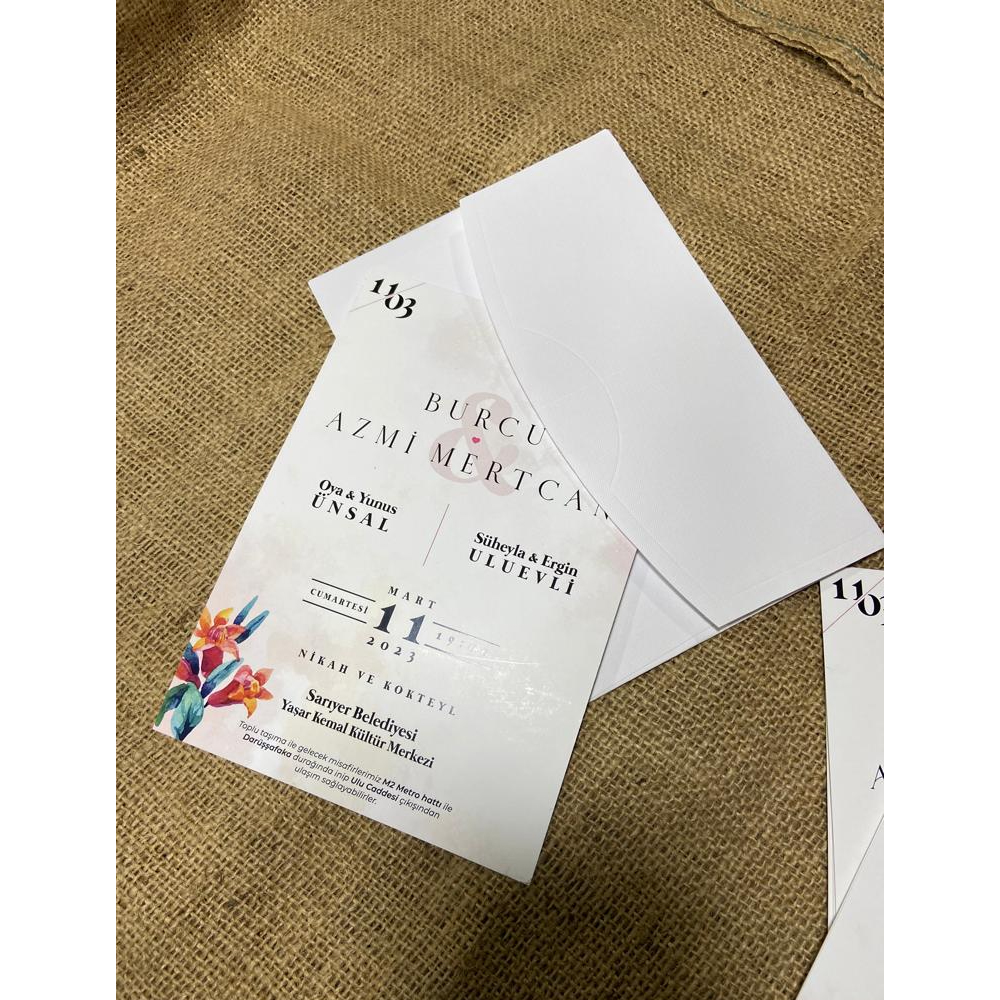 11
03
BURCU
&
AZMİ MERTCAN
Oya & Yunus
ÜNSAL
Süheyla & Ergin
ULUEVLİ
MART
CUMARTESİ 11
2023
NİKAH VE KOKTEYL
Sarıyer Belediyesi
Yaşar Kemal Kültür Merkezi
Toplu taşıma ile gelecek misafirlerimiz M2 Metro hattı ile
Darüşşafaka durağında inip Ulu Caddesi çıkışından
ulaşım sağlayabilirler.
11
03
A